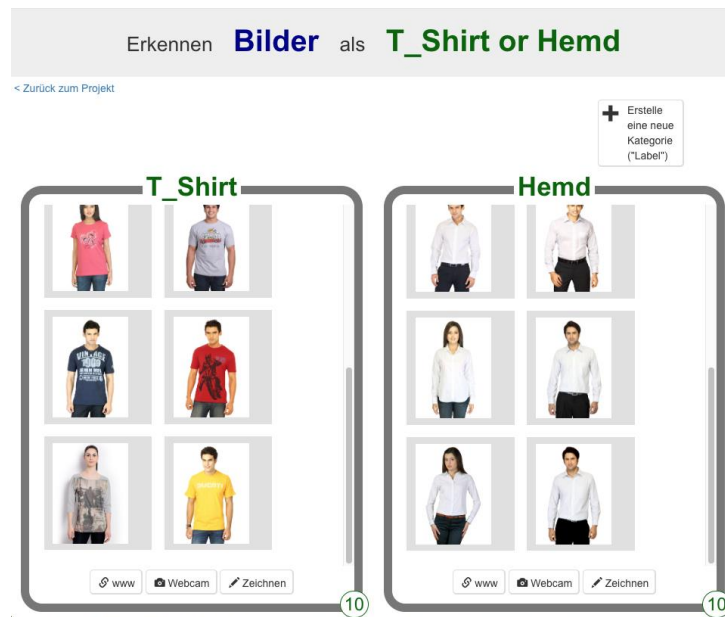 Erkennen Bilder als T_Shirt or Hemd
< Zurück zum Projekt
Erstelle
eine neue
Kategorie
("Label")
T_Shirt
VINTAGE
www
Webcam
Zeichnen
10
Hemd
www
Webcam
Zeichnen
10